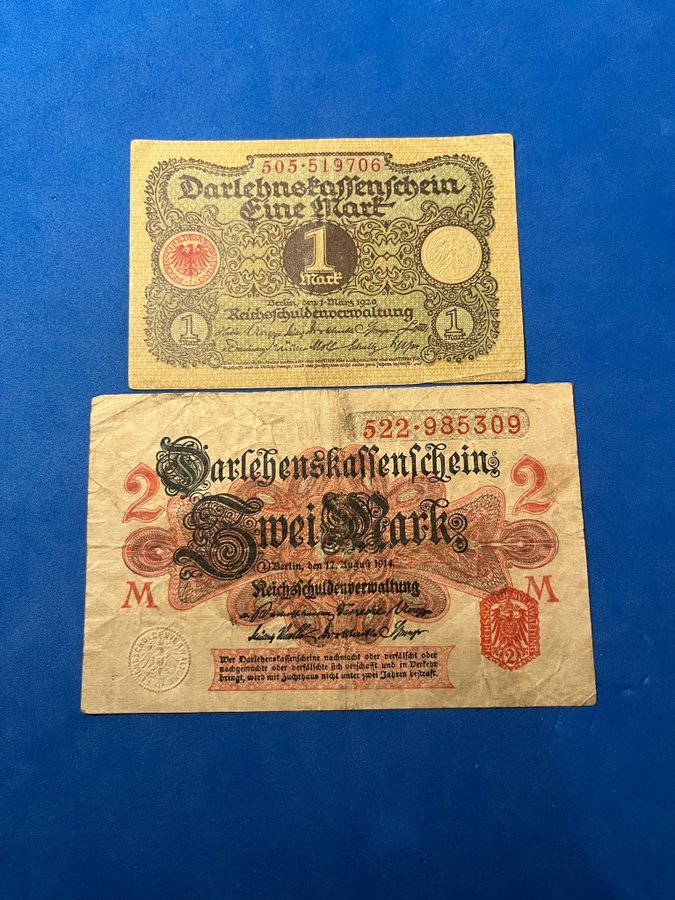 505·519706
Darlehnskassenschein
Eine Mark
1
Mark
Berlin, den 1. März 1920
Reichsschuldenverwaltung
1
Mark
1
Mark
522·985309
Darlehenskassenschein
2
Zwei Mark
2
Berlin, den 12. August 1914.
Reichsschuldenverwaltung
M
M
Wer Darlehenskassenscheine nachmacht oder verfälscht oder
nachgemachte oder verfälschte sich verschafft und in Verkehr
bringt, wird mit Zuchthaus nicht unter zwei Jahren bestraft.
REICHSSCHULDENVERWALTUNG
2